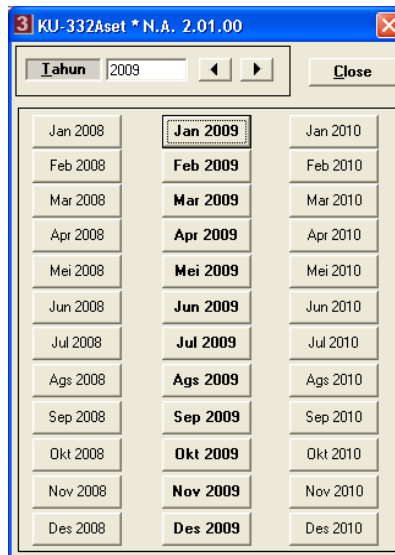 3 KU-332Aset * N.A. 2.01.00
Tahun 2009 Close
Jan 2008 Jan 2009 Jan 2010
Feb 2008 Feb 2009 Feb 2010
Mar 2008 Mar 2009 Mar 2010
Apr 2008 Apr 2009 Apr 2010
Mei 2008 Mei 2009 Mei 2010
Jun 2008 Jun 2009 Jun 2010
Jul 2008 Jul 2009 Jul 2010
Ags 2008 Ags 2009 Ags 2010
Sep 2008 Sep 2009 Sep 2010
Okt 2008 Okt 2009 Okt 2010
Nov 2008 Nov 2009 Nov 2010
Des 2008 Des 2009 Des 2010